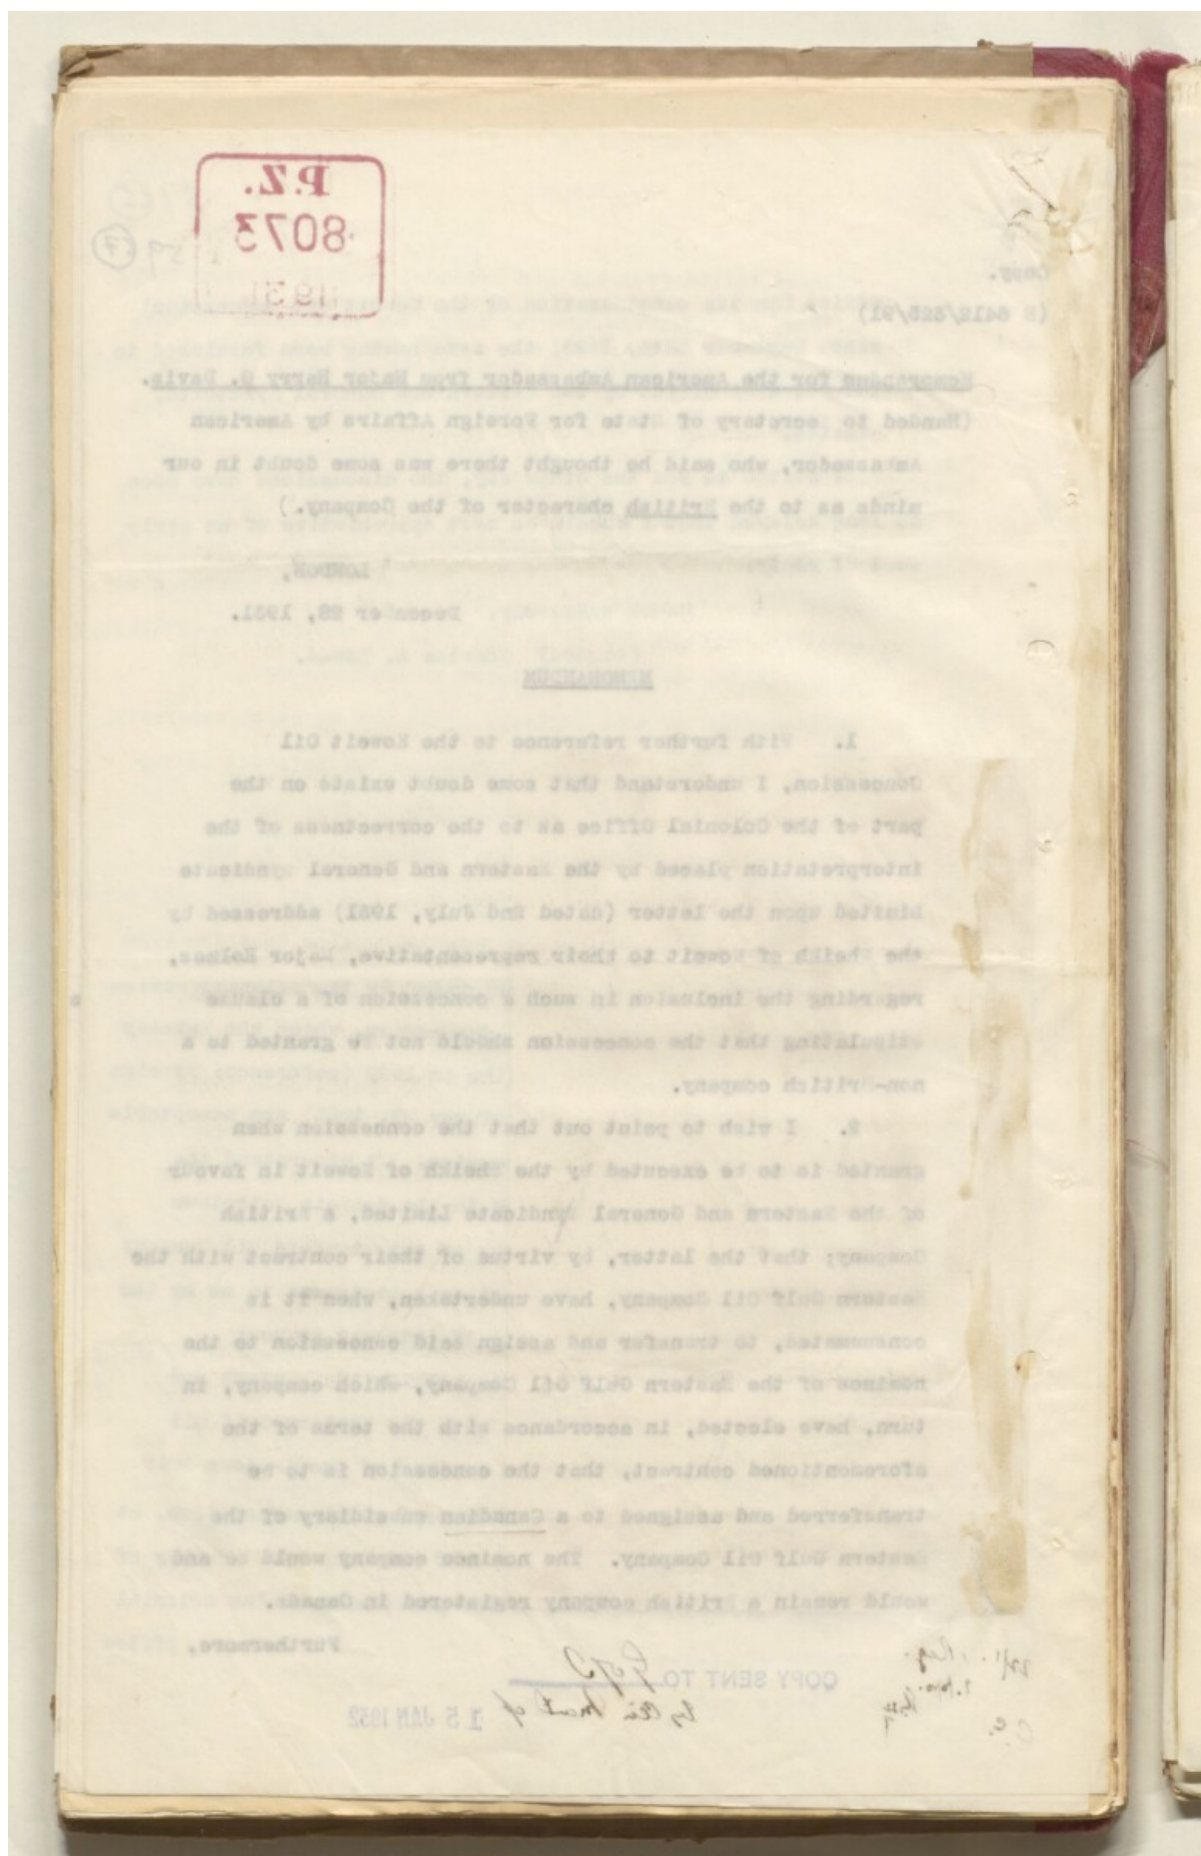 P.Z.
8073
1931
Copy.
(E 6412/325/91)
Memorandum for the American Ambassador from Major Harry G. Davis.
(Handed to Secretary of State for Foreign Affairs by American
Ambassador, who said he thought there was some doubt in our
minds as to the British character of the Company.)
LONDON,
December 28, 1931.
MEMORANDUM
1. With further reference to the Koweit Oil
Concession, I understand that some doubt exists on the
part of the Colonial Office as to the correctness of the
interpretation placed by the Eastern and General Syndicate
Limited upon the letter (dated 2nd July, 1931) addressed by
the Sheikh of Koweit to their representative, Major Holmes,
regarding the inclusion in such a concession of a clause
stipulating that the concession should not be granted to a
non-British company.
2. I wish to point out that the concession when
granted is to be executed by the Sheikh of Koweit in favour
of the Eastern and General Syndicate Limited, a British
Company; that the latter, by virtue of their contract with the
Eastern Gulf Oil Company, have undertaken, when it is
consummated, to transfer and assign said concession to the
nominee of the Eastern Gulf Oil Company, which company, in
turn, have elected, in accordance with the terms of the
aforementioned contract, that the concession is to be
transferred and assigned to a Canadian subsidiary of the
Eastern Gulf Oil Company. The nominee company would be and
would remain a British company registered in Canada.
Furthermore,
COPY SENT TO
by Air Mail of
15 JAN 1932